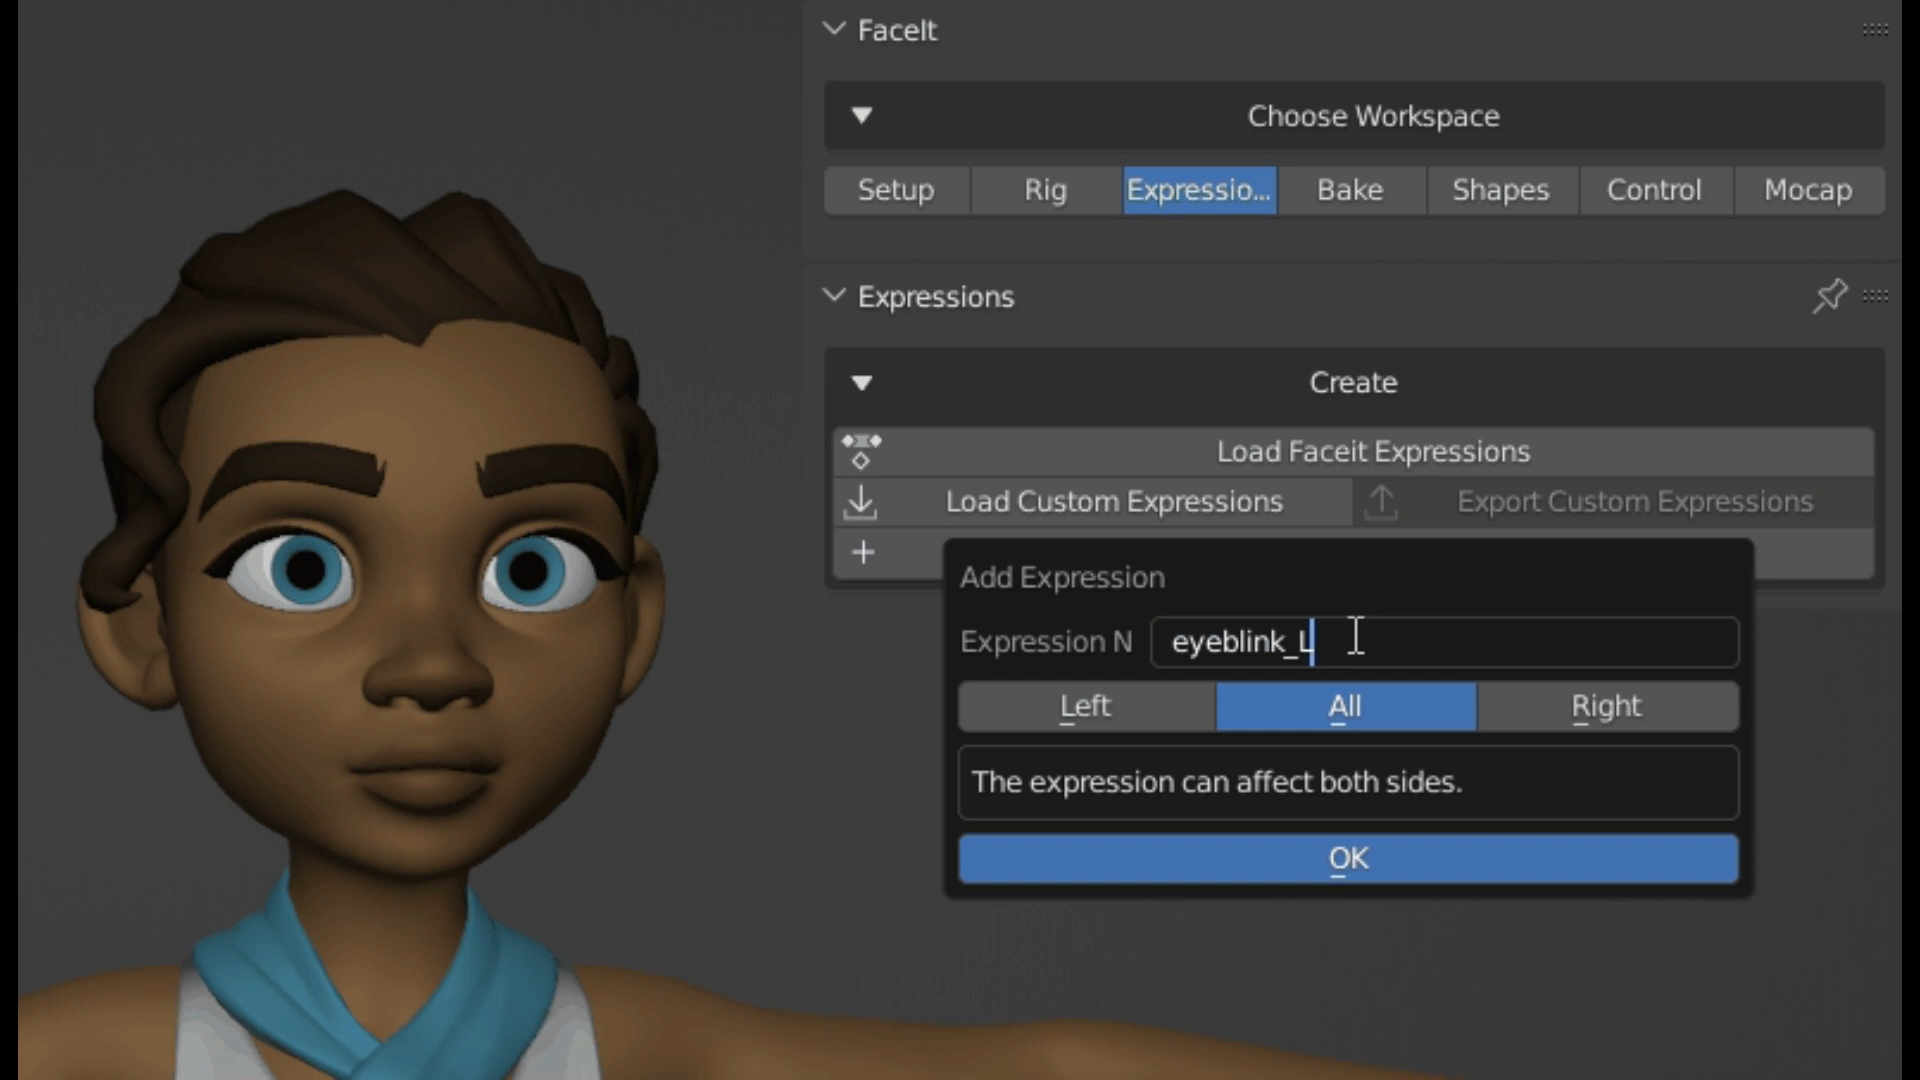 FaceIt
Choose Workspace
Setup Rig Expressio... Bake Shapes Control Mocap
Expressions
Create
Load Faceit Expressions
Load Custom Expressions Export Custom Expressions
Add Expression
Expression N eyeblink_L
Left All Right
The expression can affect both sides.
OK